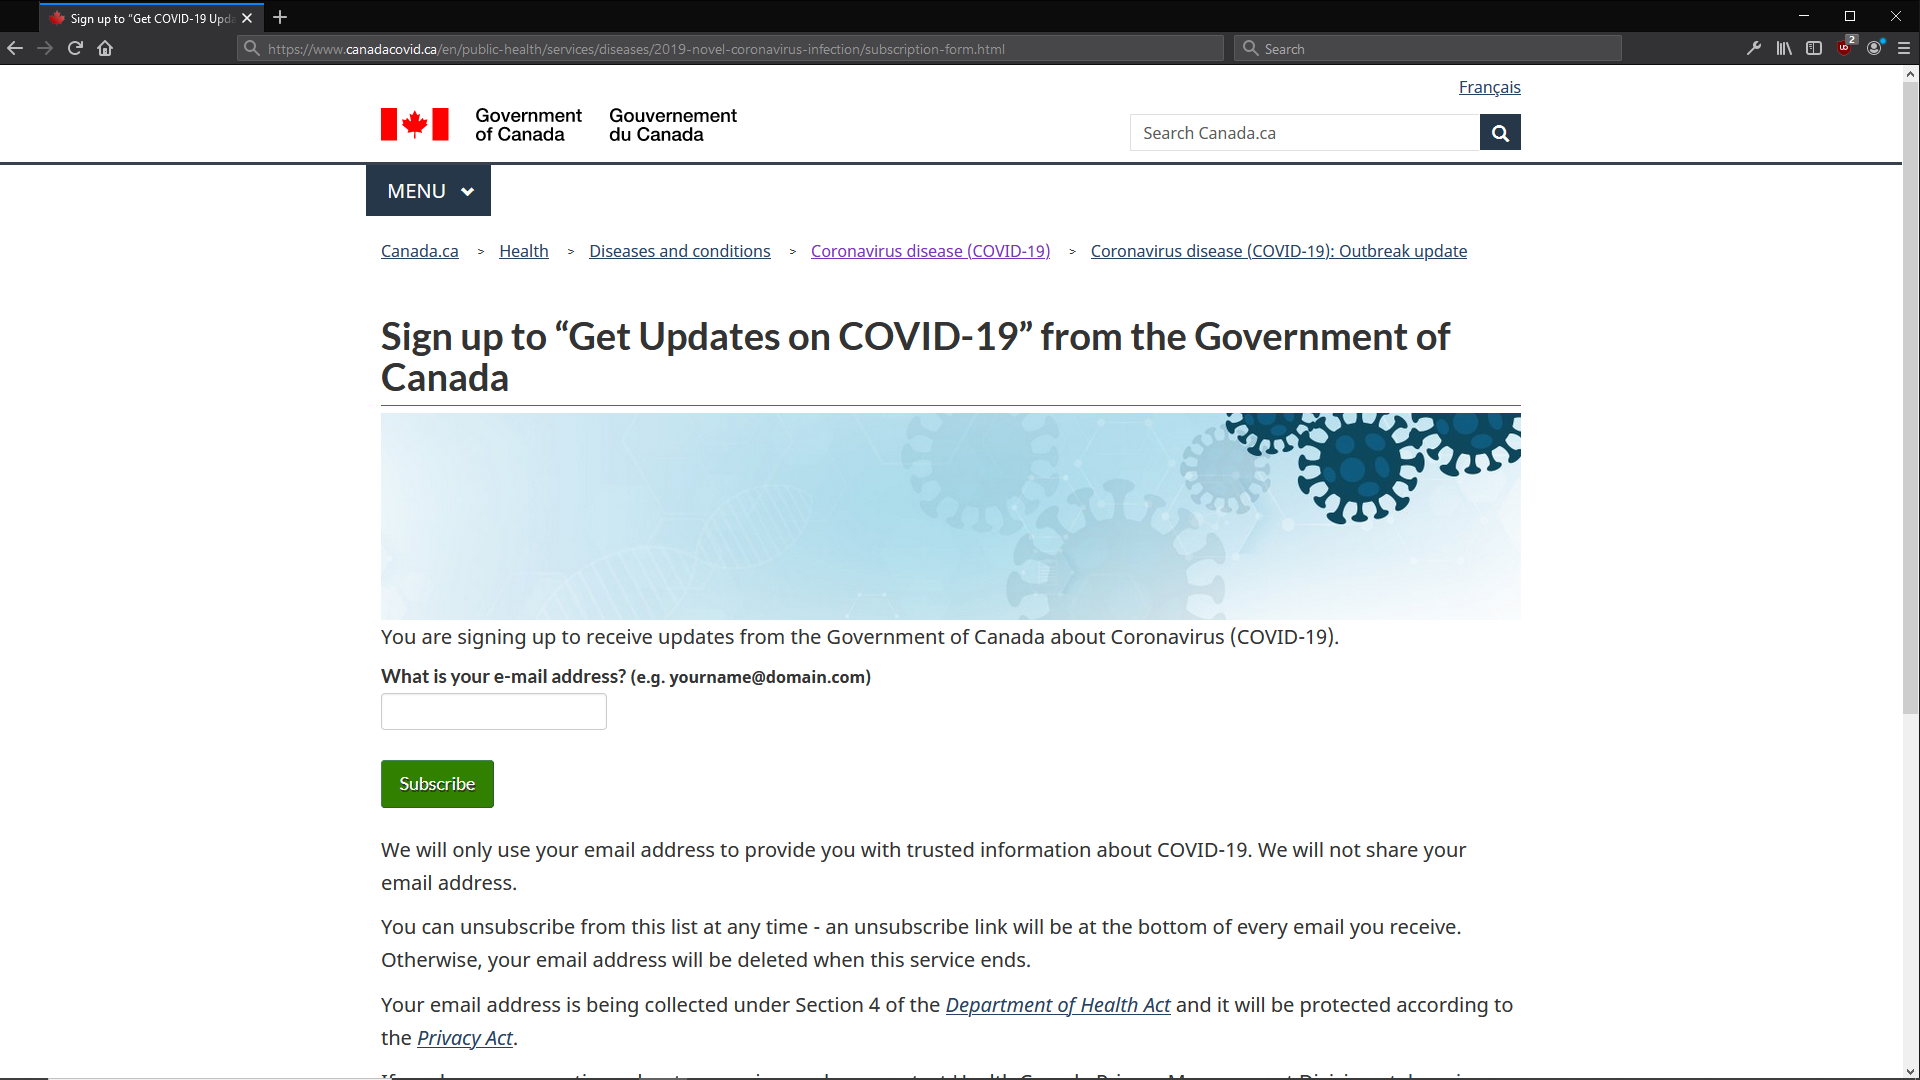 Sign up to “Get COVID-19 Upda
https://www.canadacovid.ca/en/public-health/services/diseases/2019-novel-coronavirus-infection/subscription-form.html
Search
2
Français
Government of Canada
Gouvernement du Canada
Search Canada.ca
MENU
Canada.ca > Health > Diseases and conditions > Coronavirus disease (COVID-19) > Coronavirus disease (COVID-19): Outbreak update
Sign up to “Get Updates on COVID-19” from the Government of
Canada
You are signing up to receive updates from the Government of Canada about Coronavirus (COVID-19).
What is your e-mail address? (e.g. yourname@domain.com)
Subscribe
We will only use your email address to provide you with trusted information about COVID-19. We will not share your
email address.
You can unsubscribe from this list at any time - an unsubscribe link will be at the bottom of every email you receive.
Otherwise, your email address will be deleted when this service ends.
Your email address is being collected under Section 4 of the Department of Health Act and it will be protected according to
the Privacy Act.